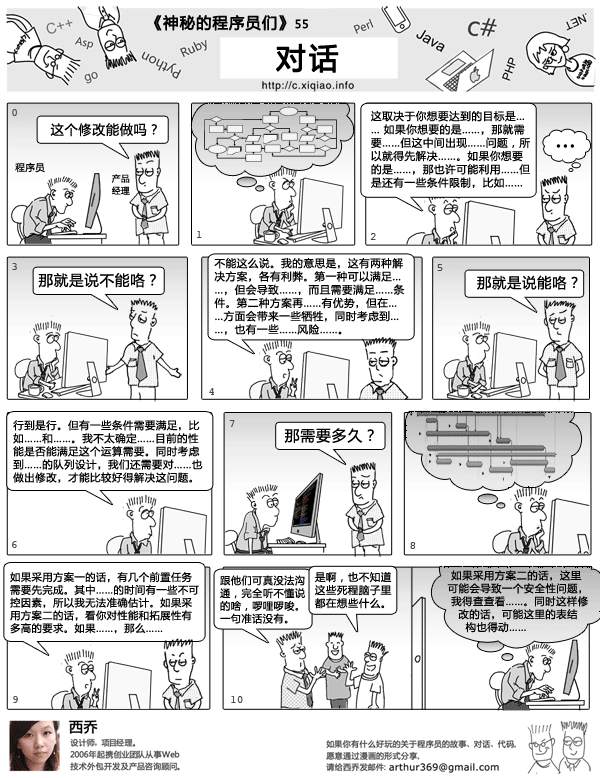 《神秘的程序员们》55
C++
Asp
go
Python
Ruby
Perl
Java
c#
PHP
.NET
对话
http://c.xiqiao.info
0
这个修改能做吗？
程序员
产品
经理
1
这取决于你想要达到的目标是...
... 如果你想要的是......，那就需
要......但这中间出现......问题，所
以就得先解决......。如果你想要
的是......，那也许可能利用......但
是还有一些条件限制，比如......
...
2
3
那就是说不能咯？
不能这么说。我的意思是，这有两种解
决方案，各有利弊。第一种可以满足...
...，但会导致......，而且需要满足......条
件。第二种方案再......有优势，但在...
...方面会带来一些牺牲，同时考虑到...
...，也有一些......风险......。
4
5
那就是说能咯？
行到是行。但有一些条件需要满足，比
如......和......。我不太确定......目前的性
能是否能满足这个运算需要。同时考虑
到......的队列设计，我们还需要对......也
做出修改，才能比较好得解决这问题。
6
7
那需要多久？
8
如果采用方案一的话，有几个前置任务
需要先完成。其中......的时间有一些不可
控因素，所以我无法准确估计。如果采
用方案二的话，看你对性能和拓展性有
多高的要求。如果......，那么......
9
跟他们可真没法沟
通，完全听不懂说
的啥，啰哩啰唆。
一句准话没有。
是啊，也不知道
这些死程脑子里
都在想些什么。
10
如果采用方案二的话，这里
可能会导致一个安全性问题，
我得查查看......。同时这样修
改的话，可能这里的表结
构也得动......
西乔
设计师、项目经理。
2006年起携创业团队从事Web
技术外包开发及产品咨询顾问。
如果你有什么好玩的关于程序员的故事、对话、代码,
愿意通过漫画的形式分享,
请给西乔发邮件: arthur369@gmail.com